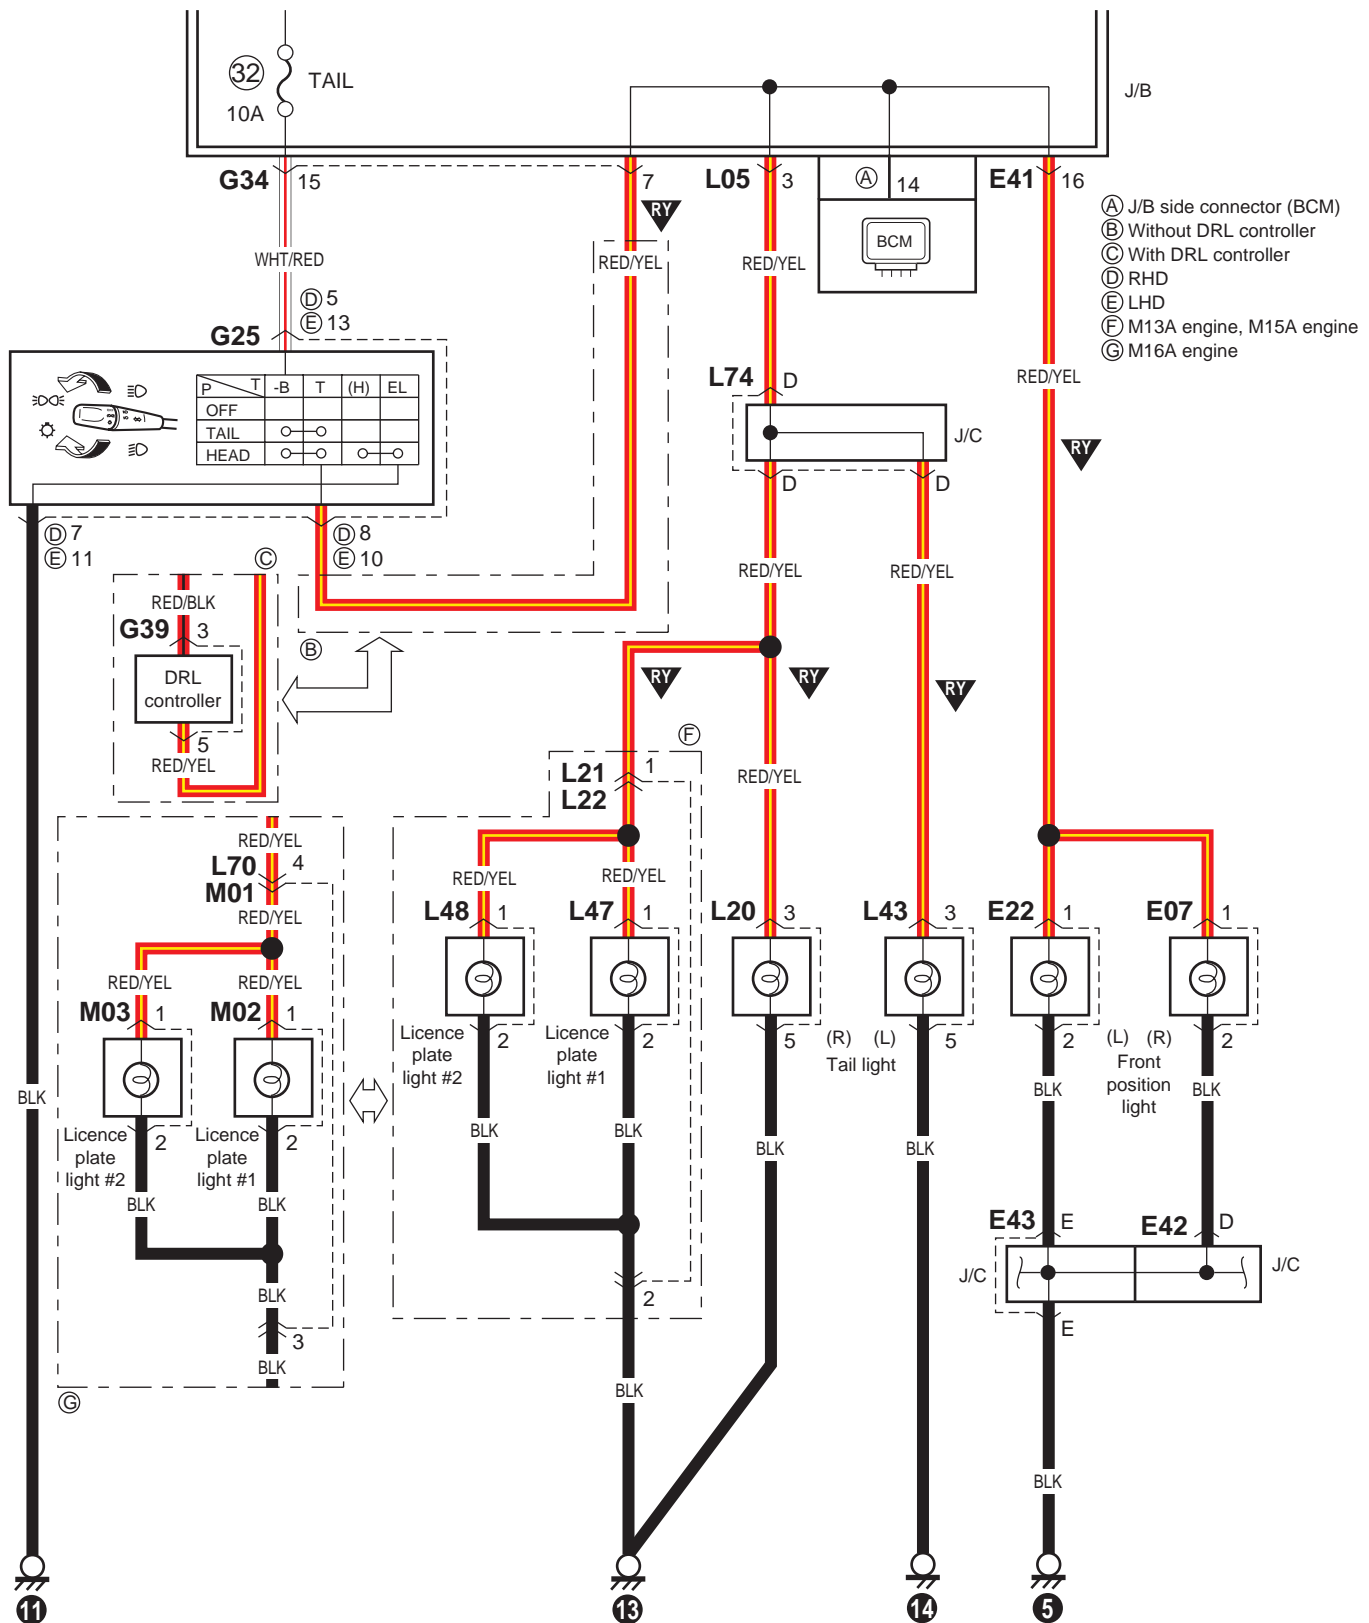 32
TAIL
10A
J/B
G34 15
7
L05 3
A 14
E41 16
RY
BCM
A J/B side connector (BCM)
B Without DRL controller
C With DRL controller
D RHD
E LHD
F M13A engine, M15A engine
G M16A engine
WHT/RED
RED/YEL
RED/YEL
D 5
E 13
G25
RED/YEL
P T -B T (H) EL
OFF
TAIL
HEAD
L74 D
J/C
D
D
RY
D 7
E 11
D 8
E 10
C
RED/YEL
RED/YEL
RED/BLK
G39 3
B
DRL
controller
5
RED/YEL
RY
RY
RY
F
L21 1
L22
RED/YEL
RED/YEL
L70 4
M01
RED/YEL
RED/YEL
RED/YEL
L48 1
L47 1
L20 3
L43 3
E22 1
E07 1
RED/YEL
RED/YEL
M03 1
M02 1
Licence
plate
light #2
2
Licence
plate
light #1
2
5
(R) (L)
Tail light
5
2
(L) (R)
Front
position
light
2
BLK
BLK
BLK
Licence
plate
light #2
2
Licence
plate
light #1
2
BLK
BLK
BLK
BLK
BLK
BLK
E43 E
E42 D
J/C
J/C
BLK
2
E
3
BLK
BLK
G
BLK
11
13
14
5